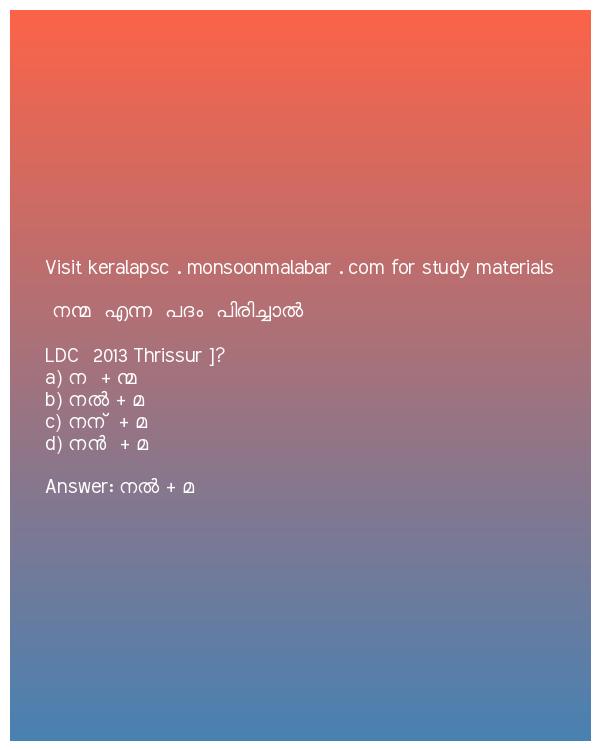 Visit keralapsc . monsoonmalabar . com for study materials
നന്മ എന്ന പദം പിരിച്ചാൽ
LDC 2013 Thrissur ]?
a) ന + ന്മ
b) നൽ + മ
c) നന് + മ
d) നൻ + മ
Answer: നൽ + മ